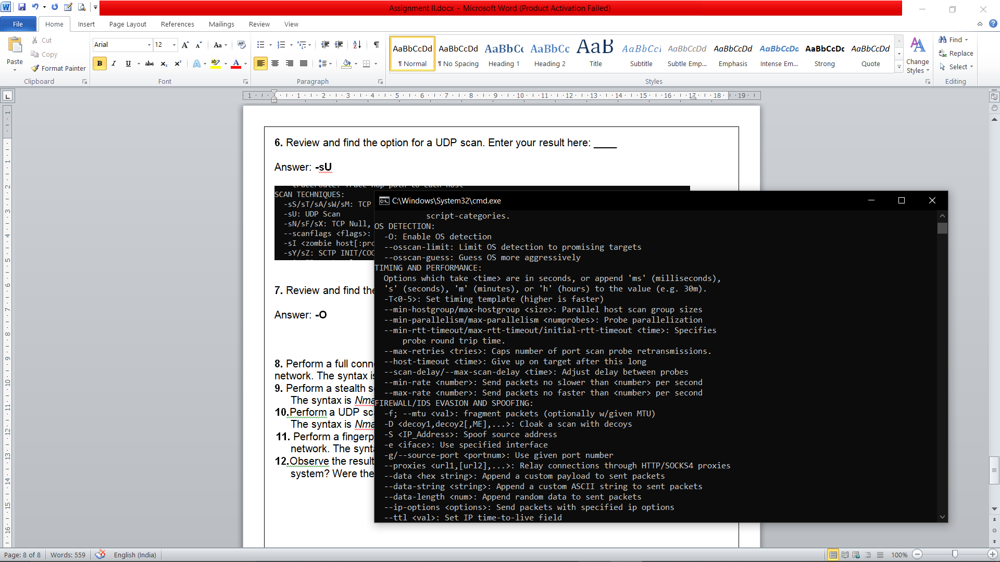 Assignment II.docx - Microsoft Word (Product Activation Failed)
File Home Insert Page Layout References Mailings Review View
Paste
Cut
Copy
Format Painter
Clipboard
Arial 12
Font
Paragraph
AaBbCcDd AaBbCcDd AaBbCc AaBbCc AaB AaBbCcI AaBbCcDd AaBbCcDd AaBbCcDd AaBbCcDc AaBbCcDd
¶ Normal ¶ No Spacing Heading 1 Heading 2 Title Subtitle Subtle Emp... Emphasis Intense Em... Strong Quote
Styles
Change Styles
Find
Replace
Select
Editing
6. Review and find the option for a UDP scan. Enter your result here: ____
Answer: -sU
SCAN TECHNIQUES:
-sS/sT/sA/sW/sM: TCP
-sU: UDP Scan
-sN/sF/sX: TCP Null,
--scanflags <flags>:
-sI <zombie host[:pro
-sY/sZ: SCTP INIT/COO
7. Review and find the
Answer: -O
8. Perform a full conn
network. The syntax is
9. Perform a stealth s
The syntax is Nma
10.Perform a UDP sc
The syntax is Nma
11. Perform a fingerp
network. The synta
12.Observe the result
system? Were the
C:\Windows\System32\cmd.exe
script-categories.
OS DETECTION:
-O: Enable OS detection
--osscan-limit: Limit OS detection to promising targets
--osscan-guess: Guess OS more aggressively
TIMING AND PERFORMANCE:
Options which take <time> are in seconds, or append 'ms' (milliseconds),
's' (seconds), 'm' (minutes), or 'h' (hours) to the value (e.g. 30m).
-T<0-5>: Set timing template (higher is faster)
--min-hostgroup/max-hostgroup <size>: Parallel host scan group sizes
--min-parallelism/max-parallelism <numprobes>: Probe parallelization
--min-rtt-timeout/max-rtt-timeout/initial-rtt-timeout <time>: Specifies
probe round trip time.
--max-retries <tries>: Caps number of port scan probe retransmissions.
--host-timeout <time>: Give up on target after this long
--scan-delay/--max-scan-delay <time>: Adjust delay between probes
--min-rate <number>: Send packets no slower than <number> per second
--max-rate <number>: Send packets no faster than <number> per second
FIREWALL/IDS EVASION AND SPOOFING:
-f; --mtu <val>: fragment packets (optionally w/given MTU)
-D <decoy1,decoy2[,ME],...>: Cloak a scan with decoys
-S <IP_Address>: Spoof source address
-e <iface>: Use specified interface
-g/--source-port <portnum>: Use given port number
--proxies <url1,[url2],...>: Relay connections through HTTP/SOCKS4 proxies
--data <hex string>: Append a custom payload to sent packets
--data-string <string>: Append a custom ASCII string to sent packets
--data-length <num>: Append random data to sent packets
--ip-options <options>: Send packets with specified ip options
--ttl <val>: Set IP time-to-live field
Page: 8 of 8 Words: 559 English (India) 100%